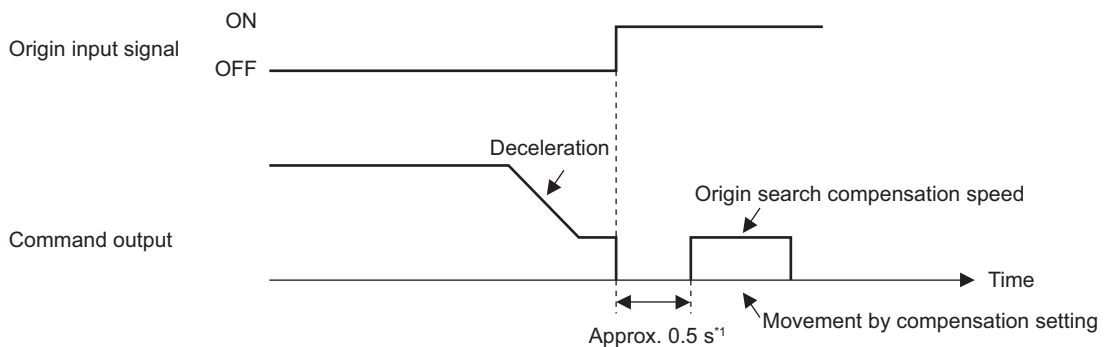 ON
Origin input signal
OFF
Deceleration
Origin search compensation speed
Command output
Time
Movement by compensation setting
Approx. 0.5 s*1